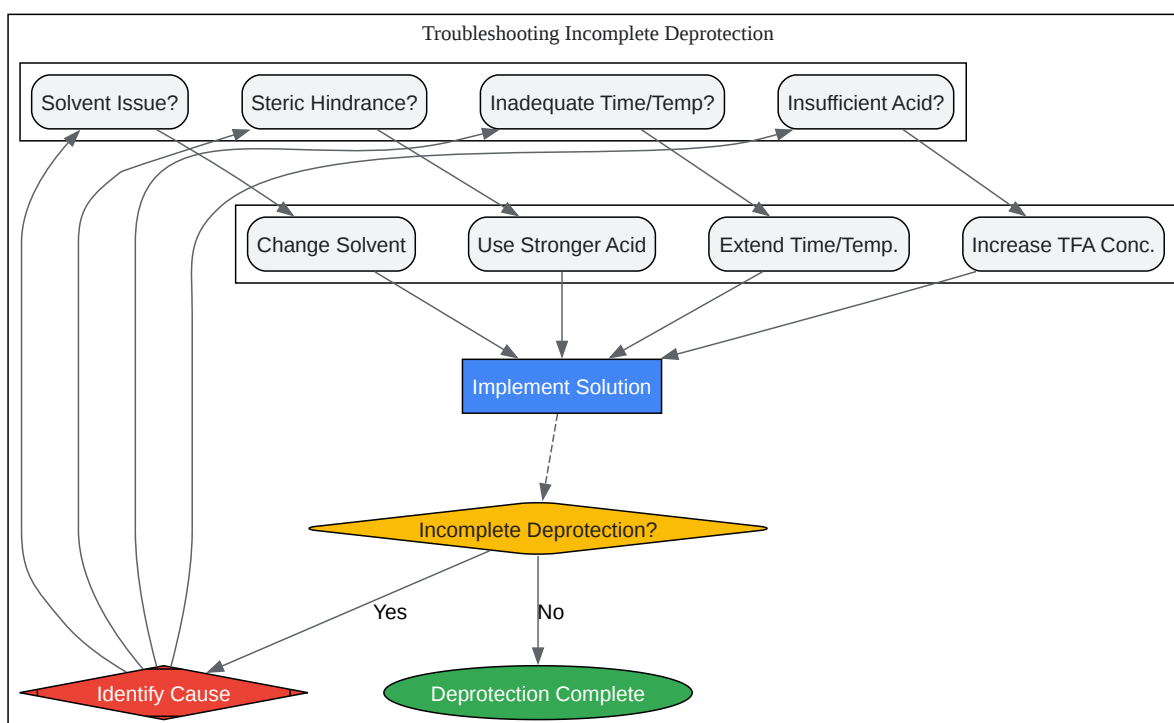 Troubleshooting Incomplete Deprotection
Solvent Issue?
Steric Hindrance?
Inadequate Time/Temp?
Insufficient Acid?
Change Solvent
Use Stronger Acid
Extend Time/Temp.
Increase TFA Conc.
Implement Solution
Incomplete Deprotection?
Yes
No
Identify Cause
Deprotection Complete